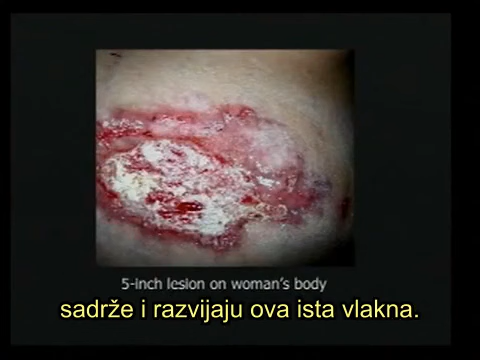 5-inch lesion on woman's body
sadrže i razvijaju ova ista vlakna.